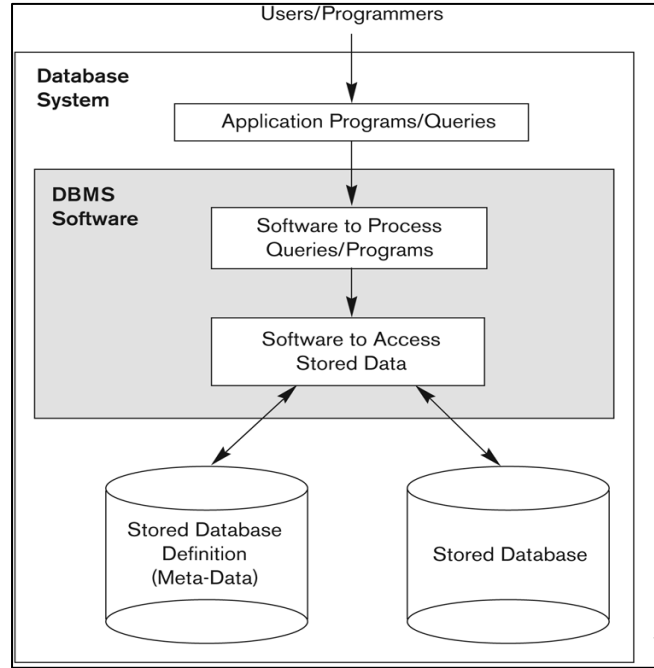 Users/Programmers
Database
System
Application Programs/Queries
DBMS
Software
Software to Process
Queries/Programs
Software to Access
Stored Data
Stored Database
Definition
(Meta-Data)
Stored Database